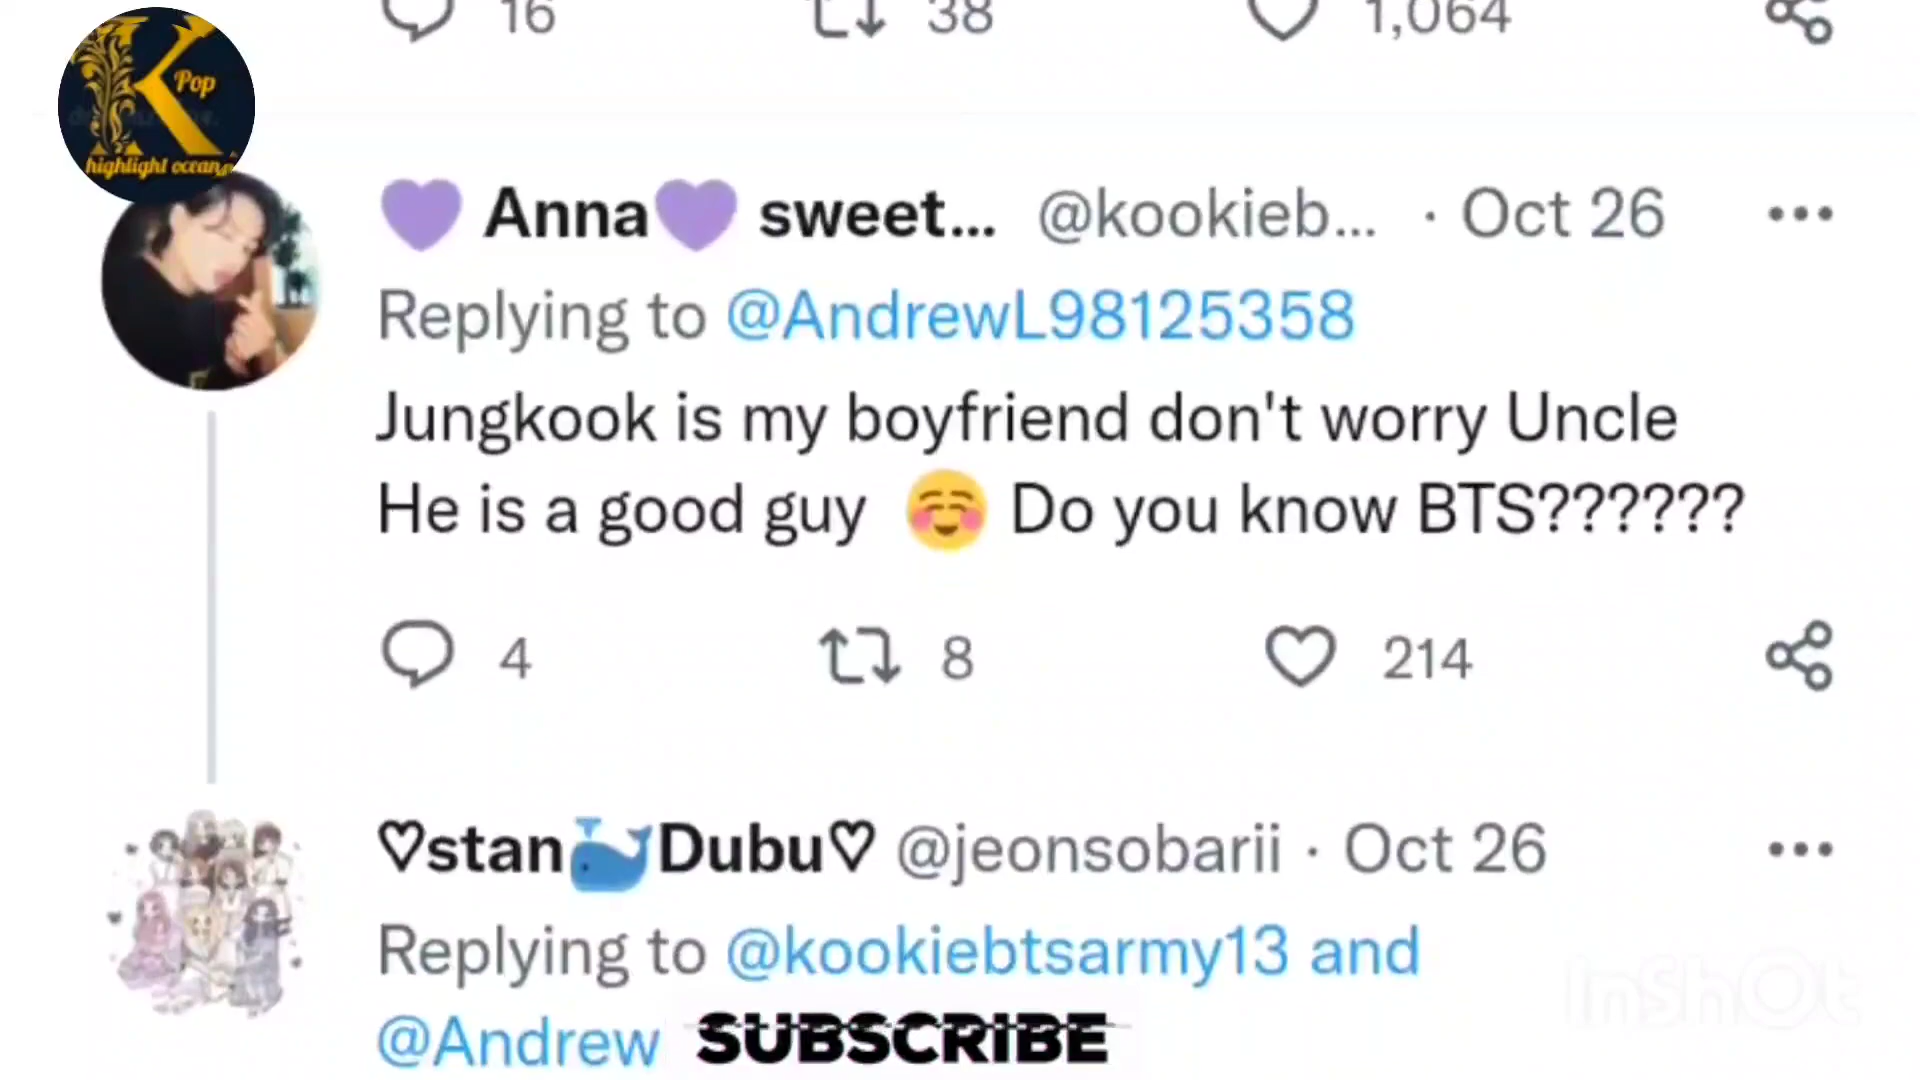 16 38 1,064
K Pop
highlight ocean
💜 Anna💜 sweet... @kookieb... · Oct 26
Replying to @AndrewL98125358
Jungkook is my boyfriend don't worry Uncle
He is a good guy ☺️ Do you know BTS??????
4 8 214
♡stan🐳Dubu♡ @jeonsobarii · Oct 26
Replying to @kookiebtsarmy13 and
@Andrew SUBSCRIBE
InShOt